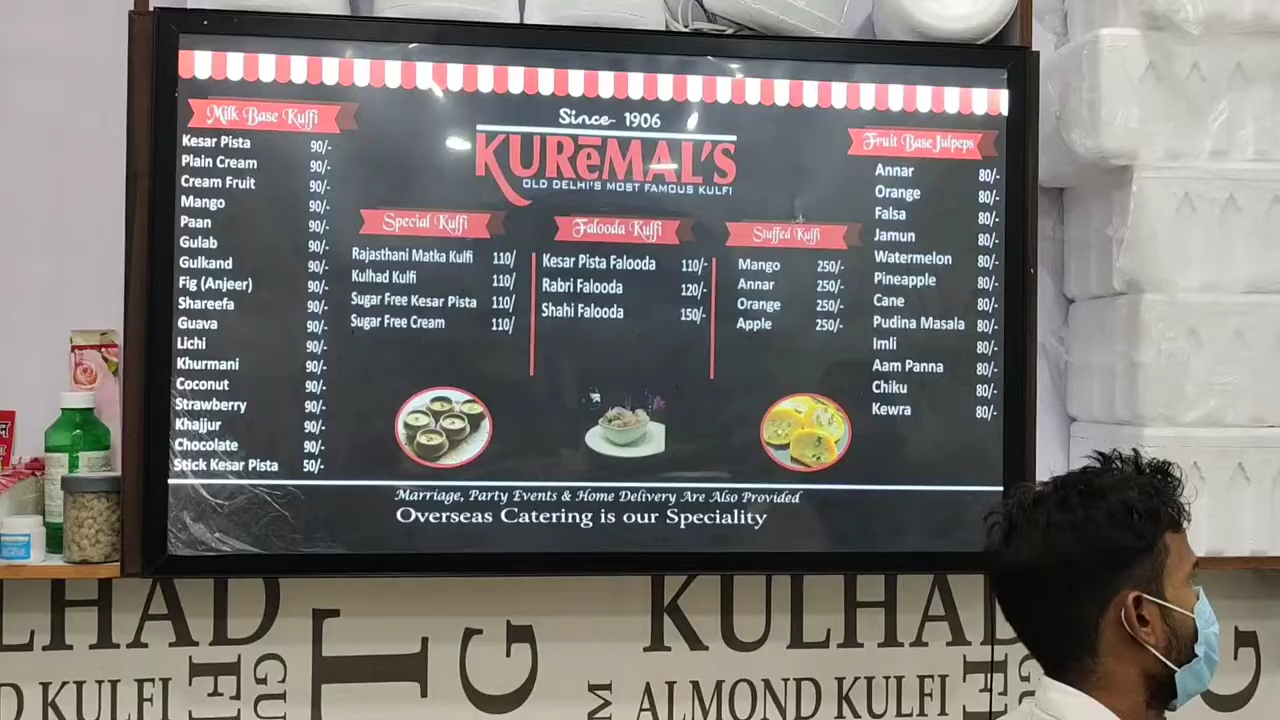 Since- 1906
KURēMAL'S
OLD DELHI'S MOST FAMOUS KULFI
Milk Base Kulfi
Kesar Pista 90/-
Plain Cream 90/-
Cream Fruit 90/-
Mango 90/-
Paan 90/-
Gulab 90/-
Gulkand 90/-
Fig (Anjeer) 90/-
Shareefa 90/-
Guava 90/-
Lichi 90/-
Khurmani 90/-
Coconut 90/-
Strawberry 90/-
Khajjur 90/-
Chocolate 90/-
Stick Kesar Pista 50/-
Special Kulfi
Rajasthani Matka Kulfi 110/
Kulhad Kulfi 110/
Sugar Free Kesar Pista 110/
Sugar Free Cream 110/
Falooda Kulfi
Kesar Pista Falooda 110/-
Rabri Falooda 120/-
Shahi Falooda 150/-
Stuffed Kulfi
Mango 250/-
Annar 250/-
Orange 250/-
Apple 250/-
Fruit Base Julpeps
Annar 80/-
Orange 80/-
Falsa 80/-
Jamun 80/-
Watermelon 80/-
Pineapple 80/-
Cane 80/-
Pudina Masala 80/-
Imli 80/-
Aam Panna 80/-
Chiku 80/-
Kewra 80/-
Marriage, Party Events & Home Delivery Are Also Provided
Overseas Catering is our Speciality
KULHAD
KULFI
ALMOND KULFI